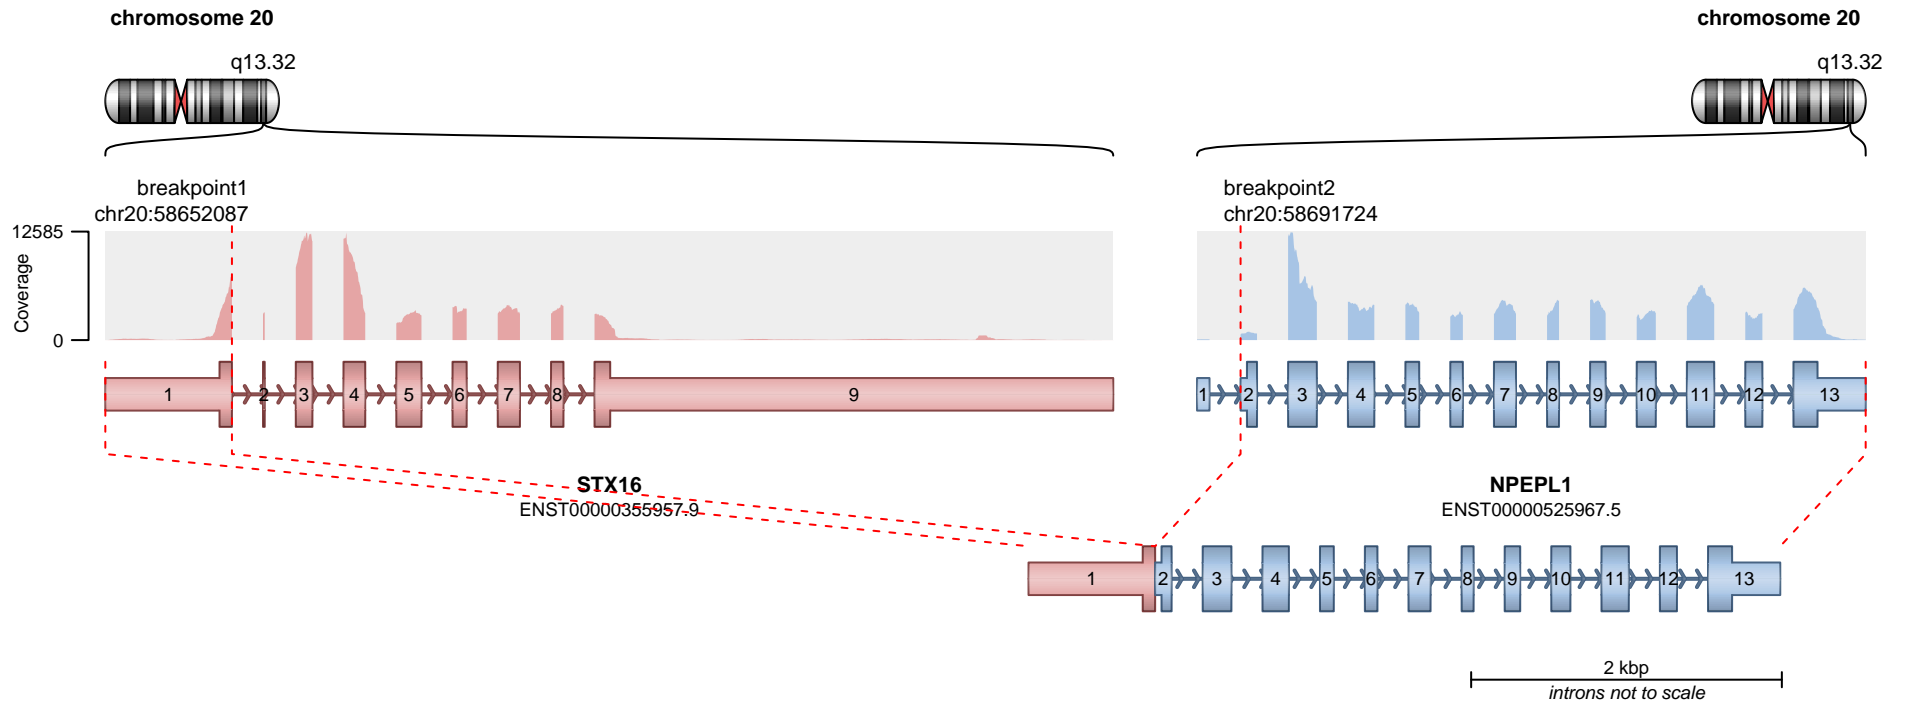 chromosome 20
chromosome 20
q13.32
q13.32
breakpoint1
chr20:58652087
breakpoint2
chr20:58691724
12585
Coverage
0
1 2 3 4 5 6 7 8 9
1 2 3 4 5 6 7 8 9 10 11 12 13
STX16
ENST00000355957.9
NPEPL1
ENST00000525967.5
1 2 3 4 5 6 7 8 9 10 11 12 13
2 kbp
introns not to scale